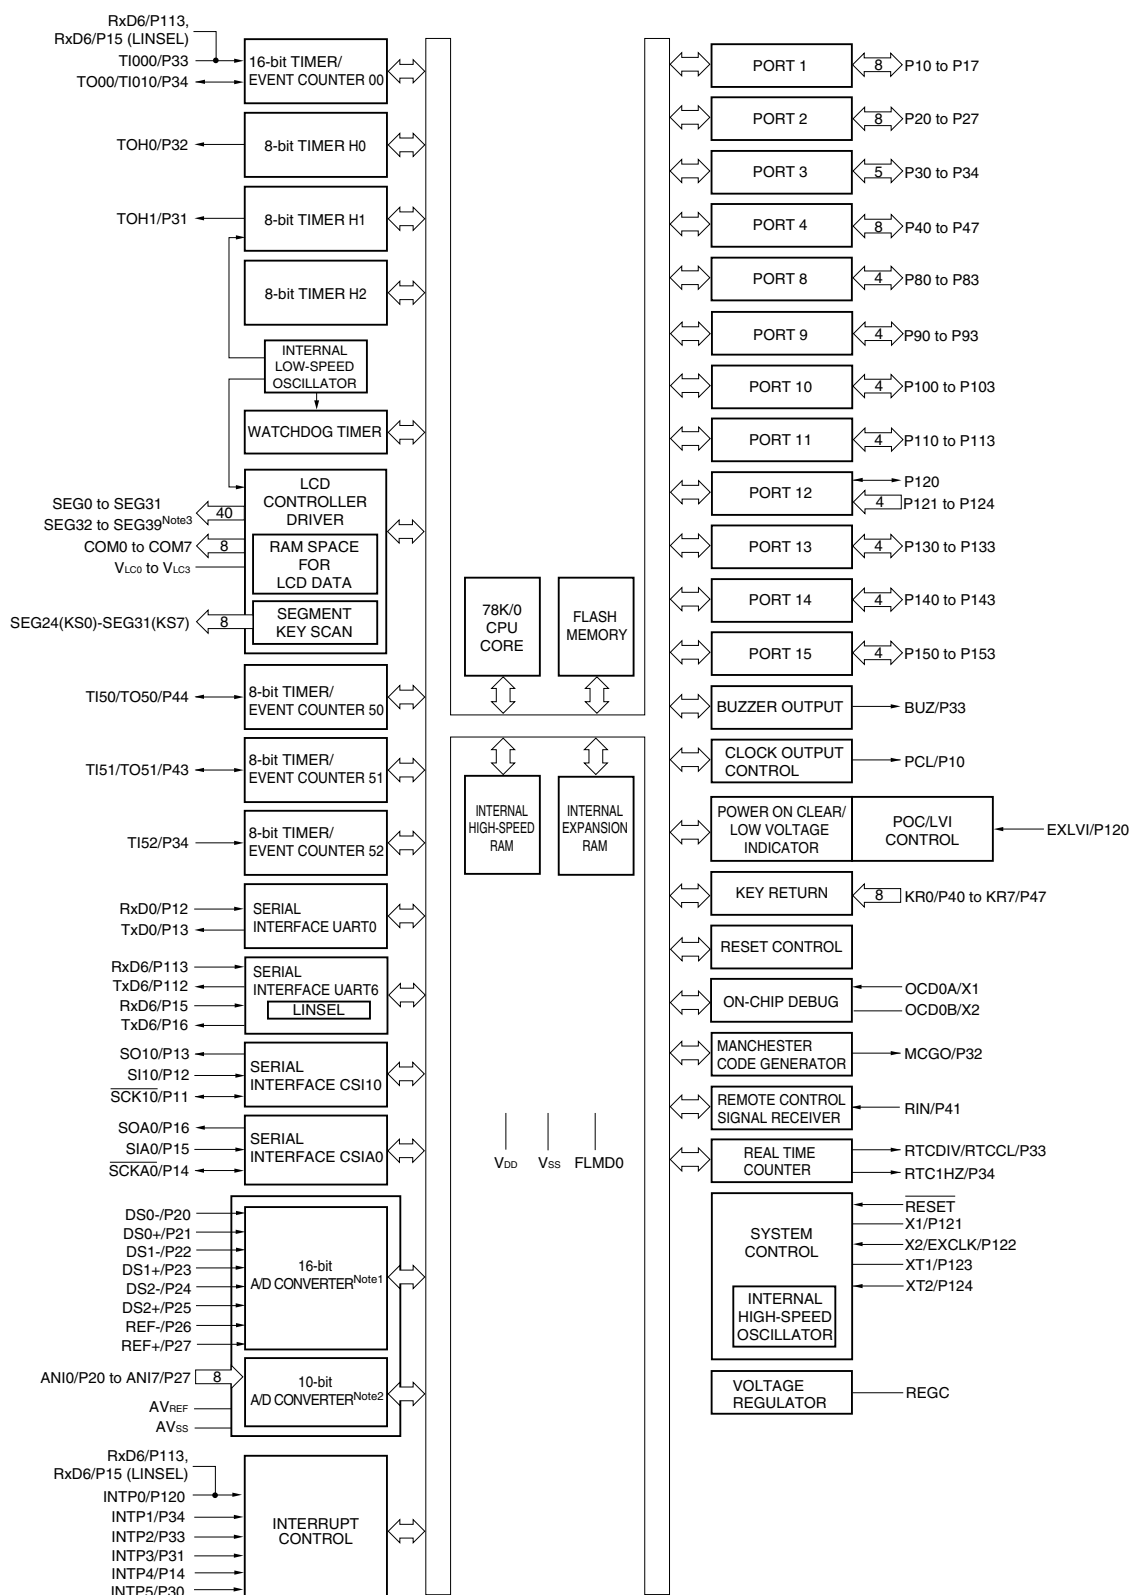 RxD6/P113,
RxD6/P15 (LINSEL)
TI000/P33
TO00/TI010/P34
16-bit TIMER/
EVENT COUNTER 00
TOH0/P32
8-bit TIMER H0
TOH1/P31
8-bit TIMER H1
8-bit TIMER H2
INTERNAL
LOW-SPEED
OSCILLATOR
WATCHDOG TIMER
SEG0 to SEG31
SEG32 to SEG39Note3
40
COM0 to COM7
8
VLC0 to VLC3
LCD
CONTROLLER
DRIVER
RAM SPACE
FOR
LCD DATA
SEG24(KS0)-SEG31(KS7)
8
SEGMENT
KEY SCAN
TI50/TO50/P44
8-bit TIMER/
EVENT COUNTER 50
TI51/TO51/P43
8-bit TIMER/
EVENT COUNTER 51
TI52/P34
8-bit TIMER/
EVENT COUNTER 52
RxD0/P12
TxD0/P13
SERIAL
INTERFACE UART0
RxD6/P113
TxD6/P112
RxD6/P15
TxD6/P16
SERIAL
INTERFACE UART6
LINSEL
SO10/P13
SI10/P12
SCK10/P11
SERIAL
INTERFACE CSI10
SOA0/P16
SIA0/P15
SCKA0/P14
SERIAL
INTERFACE CSIA0
DS0-/P20
DS0+/P21
DS1-/P22
DS1+/P23
DS2-/P24
DS2+/P25
REF-/P26
REF+/P27
16-bit
A/D CONVERTERNote1
ANI0/P20 to ANI7/P27
8
AVREF
AVSS
10-bit
A/D CONVERTERNote2
RxD6/P113,
RxD6/P15 (LINSEL)
INTP0/P120
INTP1/P34
INTP2/P33
INTP3/P31
INTP4/P14
INTP5/P30
INTERRUPT
CONTROL
78K/0
CPU
CORE
FLASH
MEMORY
INTERNAL
HIGH-SPEED
RAM
INTERNAL
EXPANSION
RAM
VDD
VSS
FLMD0
PORT 1
8
P10 to P17
PORT 2
8
P20 to P27
PORT 3
5
P30 to P34
PORT 4
8
P40 to P47
PORT 8
4
P80 to P83
PORT 9
4
P90 to P93
PORT 10
4
P100 to P103
PORT 11
4
P110 to P113
PORT 12
P120
4
P121 to P124
PORT 13
4
P130 to P133
PORT 14
4
P140 to P143
PORT 15
4
P150 to P153
BUZZER OUTPUT
BUZ/P33
CLOCK OUTPUT
CONTROL
PCL/P10
POWER ON CLEAR/
LOW VOLTAGE
INDICATOR
POC/LVI
CONTROL
EXLVI/P120
KEY RETURN
8
KR0/P40 to KR7/P47
RESET CONTROL
ON-CHIP DEBUG
OCD0A/X1
OCD0B/X2
MANCHESTER
CODE GENERATOR
MCGO/P32
REMOTE CONTROL
SIGNAL RECEIVER
RIN/P41
REAL TIME
COUNTER
RTCDIV/RTCCL/P33
RTC1HZ/P34
SYSTEM
CONTROL
RESET
X1/P121
X2/EXCLK/P122
XT1/P123
XT2/P124
INTERNAL
HIGH-SPEED
OSCILLATOR
VOLTAGE
REGULATOR
REGC